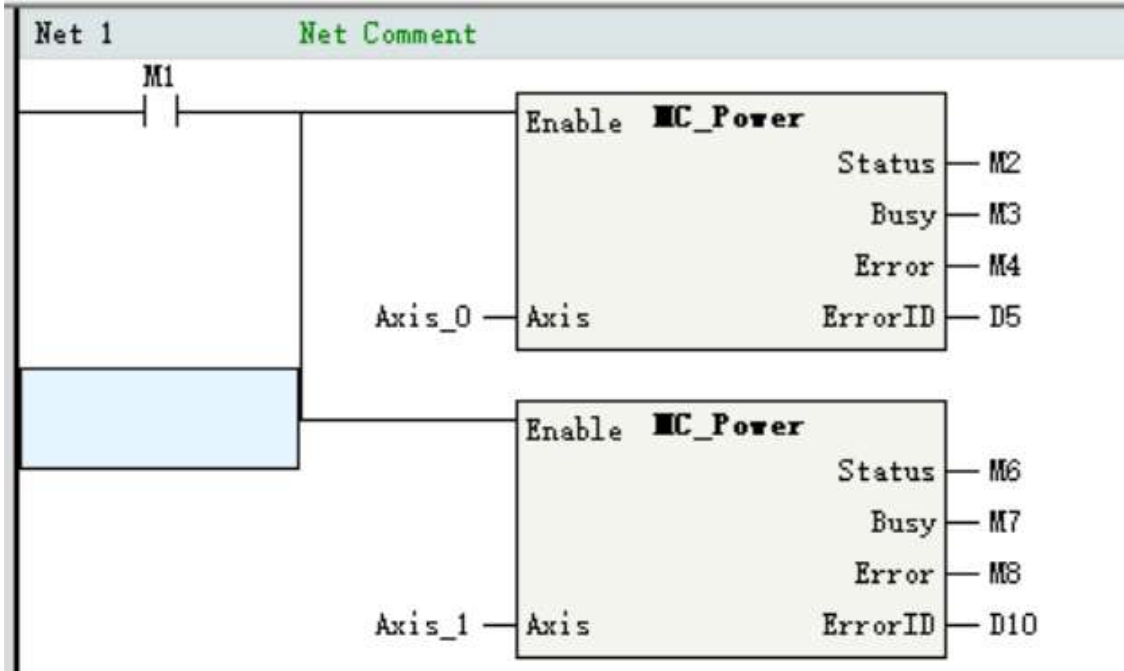 Net 1 Net Comment
M1
Enable MC_Power
Status M2
Busy M3
Error M4
Axis_0 Axis ErrorID D5
Enable MC_Power
Status M6
Busy M7
Error M8
Axis_1 Axis ErrorID D10